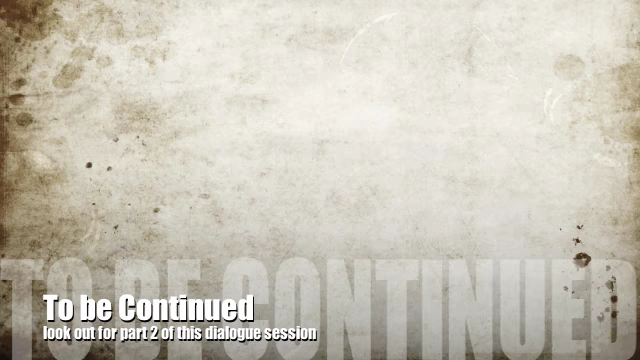 TO BE CONTINUED
To be Continued
look out for part 2 of this dialogue session